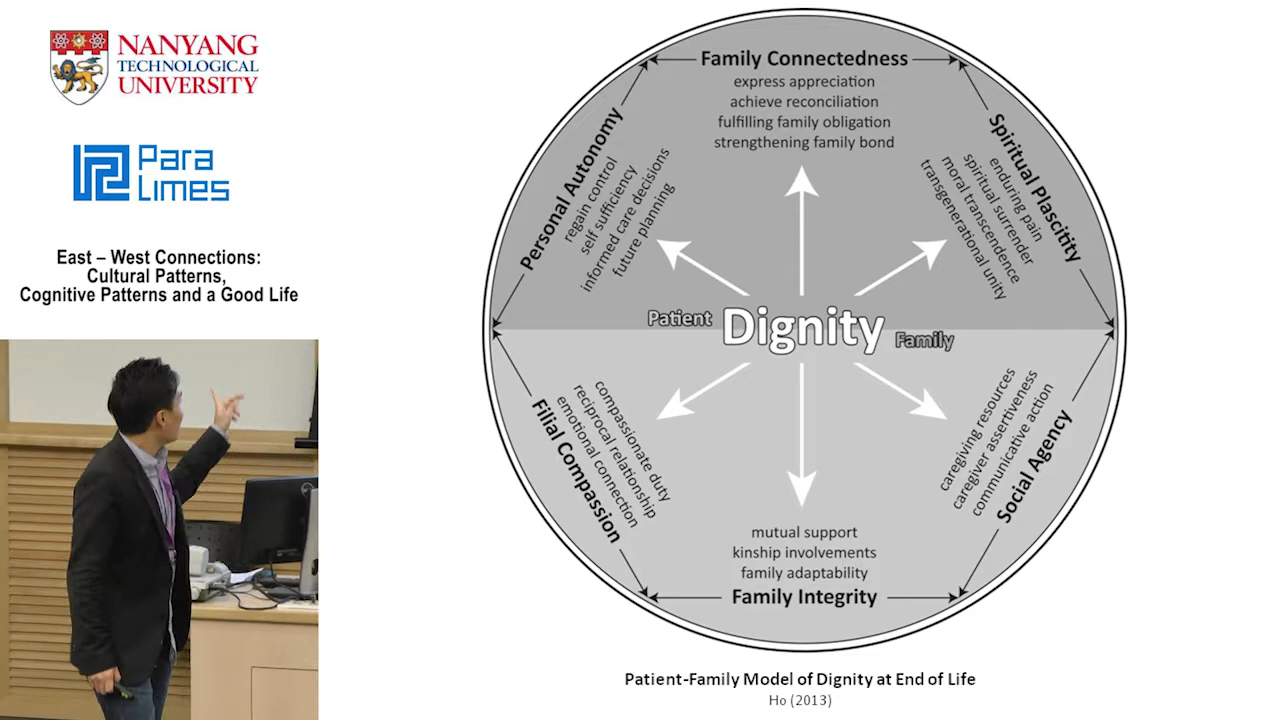 NANYANG
TECHNOLOGICAL
UNIVERSITY
Para
Limes
East – West Connections:
Cultural Patterns,
Cognitive Patterns and a Good Life
Family Connectedness
express appreciation
achieve reconciliation
fulfilling family obligation
strengthening family bond
Personal Autonomy
regain control
self sufficiency
informed care decisions
future planning
Spiritual Plascitity
enduring pain
spiritual surrender
moral transcendence
transgenerational unity
Patient
Dignity
Family
Filial Compassion
emotional connection
reciprocal relationship
compassionate duty
caregiving resources
caregiver assertiveness
communicative action
Social Agency
mutual support
kinship involvements
family adaptability
Family Integrity
Patient-Family Model of Dignity at End of Life
Ho (2013)